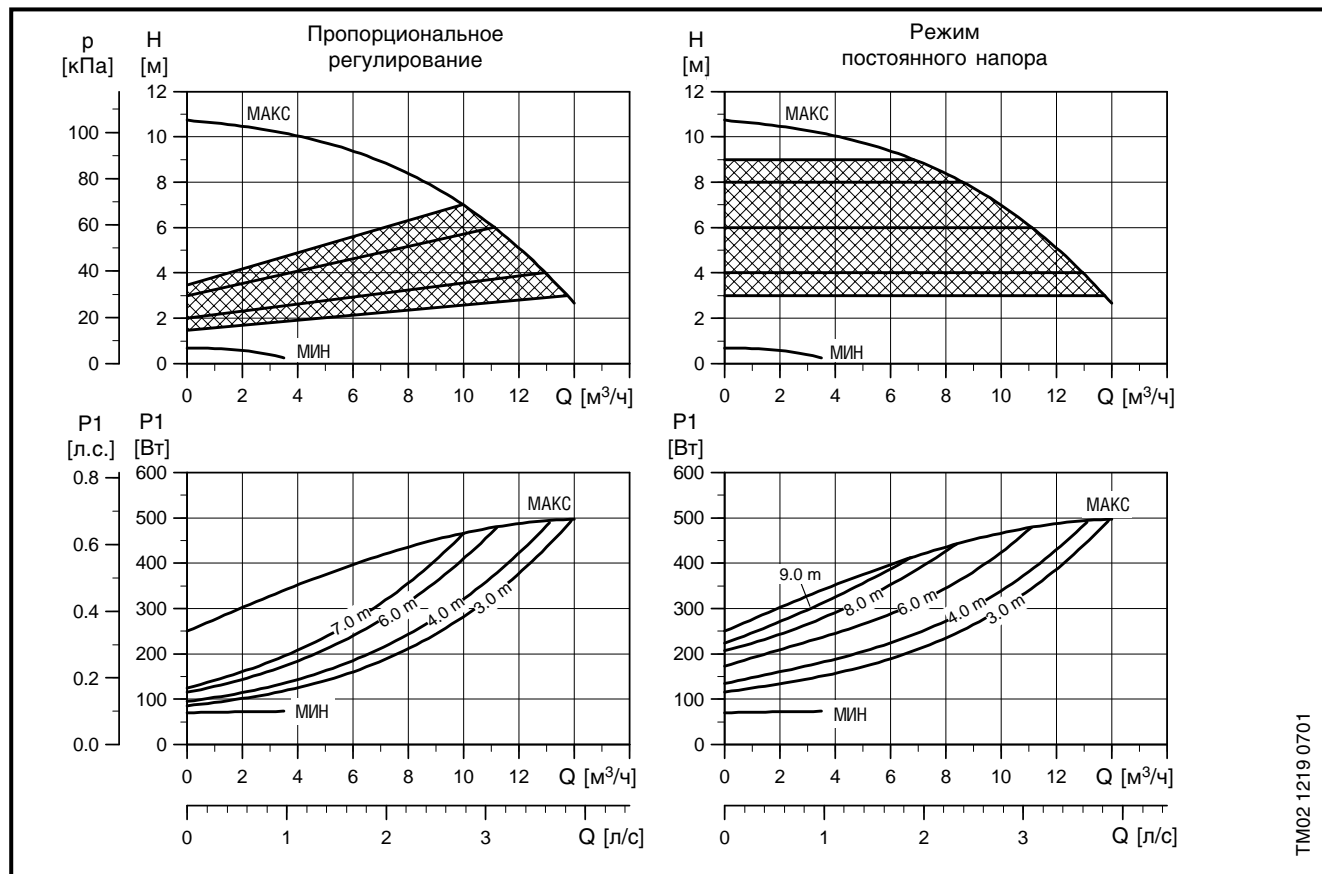 Пропорциональное
регулирование
Режим
постоянного напора
p
[кПа]
H
[м]
H
[м]
12
10
8
6
4
2
0
100
80
60
40
20
0
МАКС
МИН
0 2 4 6 8 10 12 Q [м³/ч]
12
10
8
6
4
2
0
МАКС
МИН
0 2 4 6 8 10 12 Q [м³/ч]
P1
[л.с.]
P1
[Вт]
P1
[Вт]
0.8
0.6
0.4
0.2
0.0
600
500
400
300
200
100
0
МАКС
7.0 m
6.0 m
4.0 m
3.0 m
МИН
0 2 4 6 8 10 12 Q [м³/ч]
0 1 2 3 Q [л/с]
600
500
400
300
200
100
0
МАКС
9.0 m
8.0 m
6.0 m
4.0 m
3.0 m
МИН
0 2 4 6 8 10 12 Q [м³/ч]
0 1 2 3 Q [л/с]
TM02 1219 0701